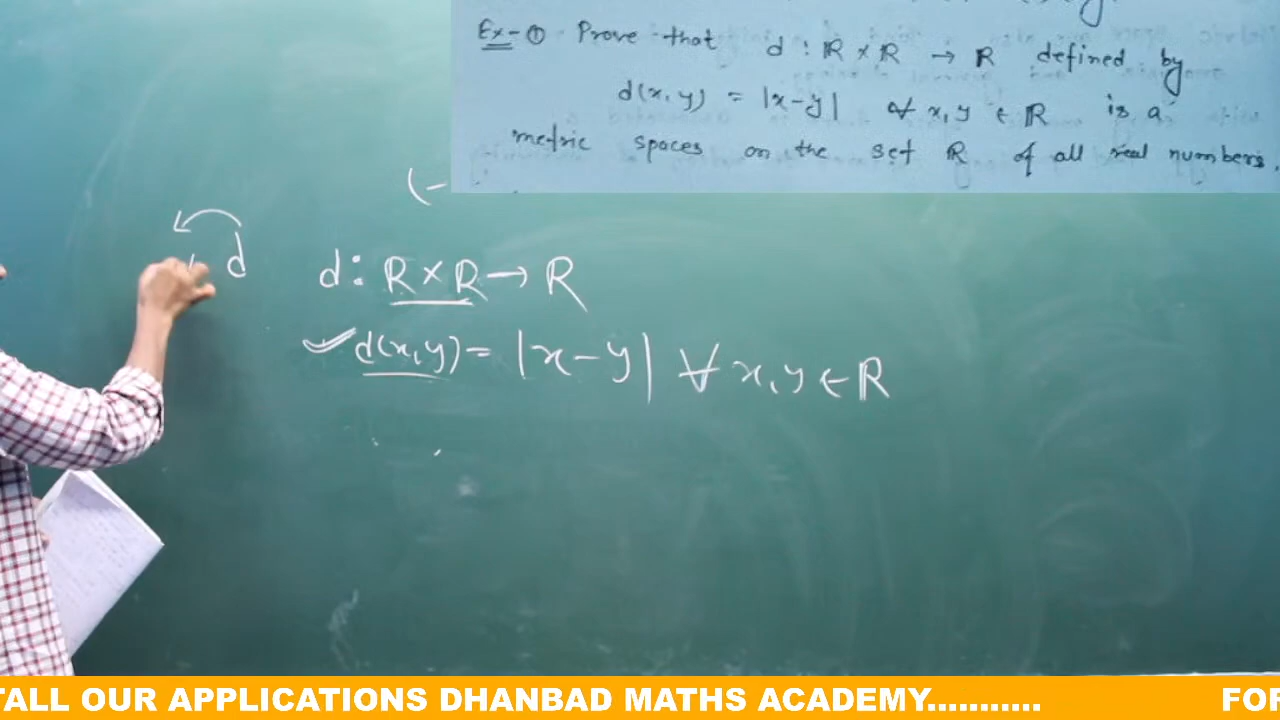 Ex-① Prove that d : R × R → R defined by
d(x,y) = |x-y| ∀ x,y ∈ R is a
metric spaces on the set R of all real numbers.
d
d: R×R→ R
d(x,y)= |x-y| ∀ x,y ∈ R
TALL OUR APPLICATIONS DHANBAD MATHS ACADEMY........... FOR